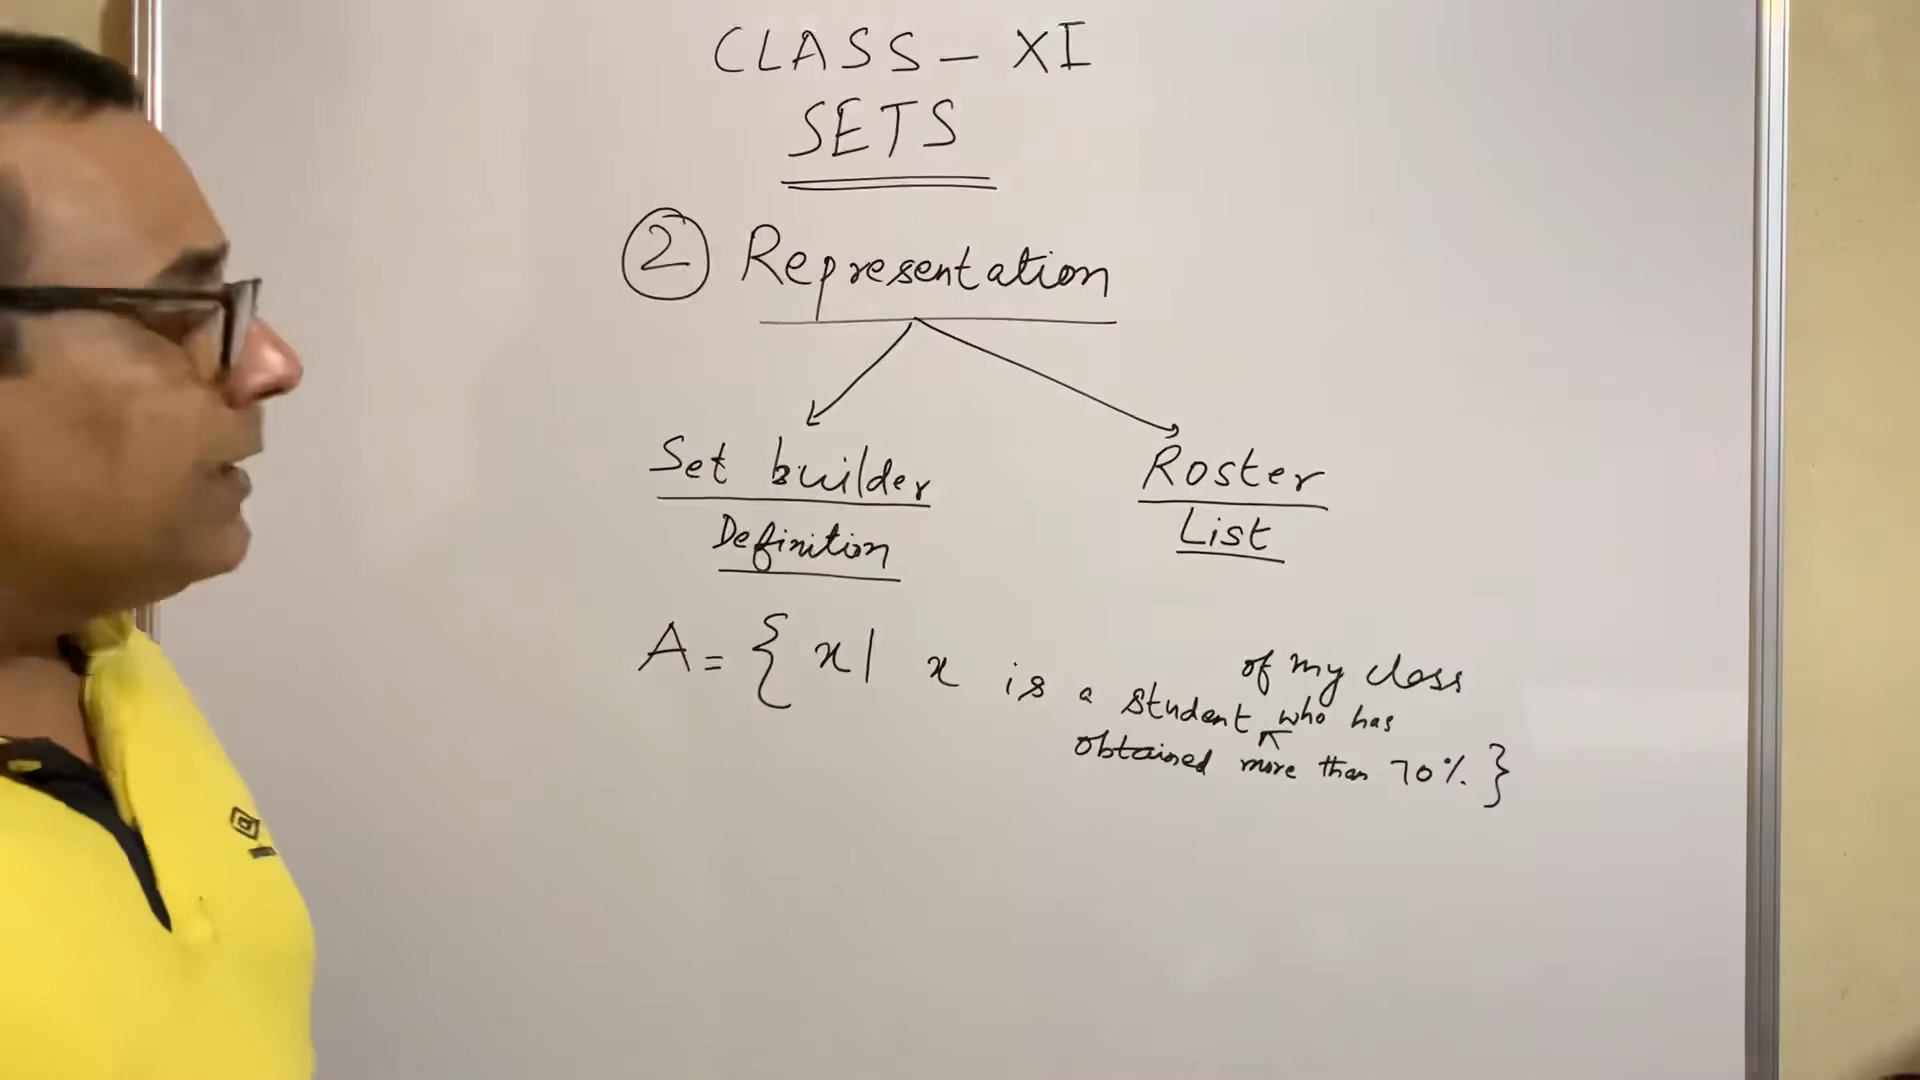 CLASS - XI
SETS
② Representation
Set builder
Definition
Roster
List
A = { x | x is a student who has
of my class
obtained more than 70% }